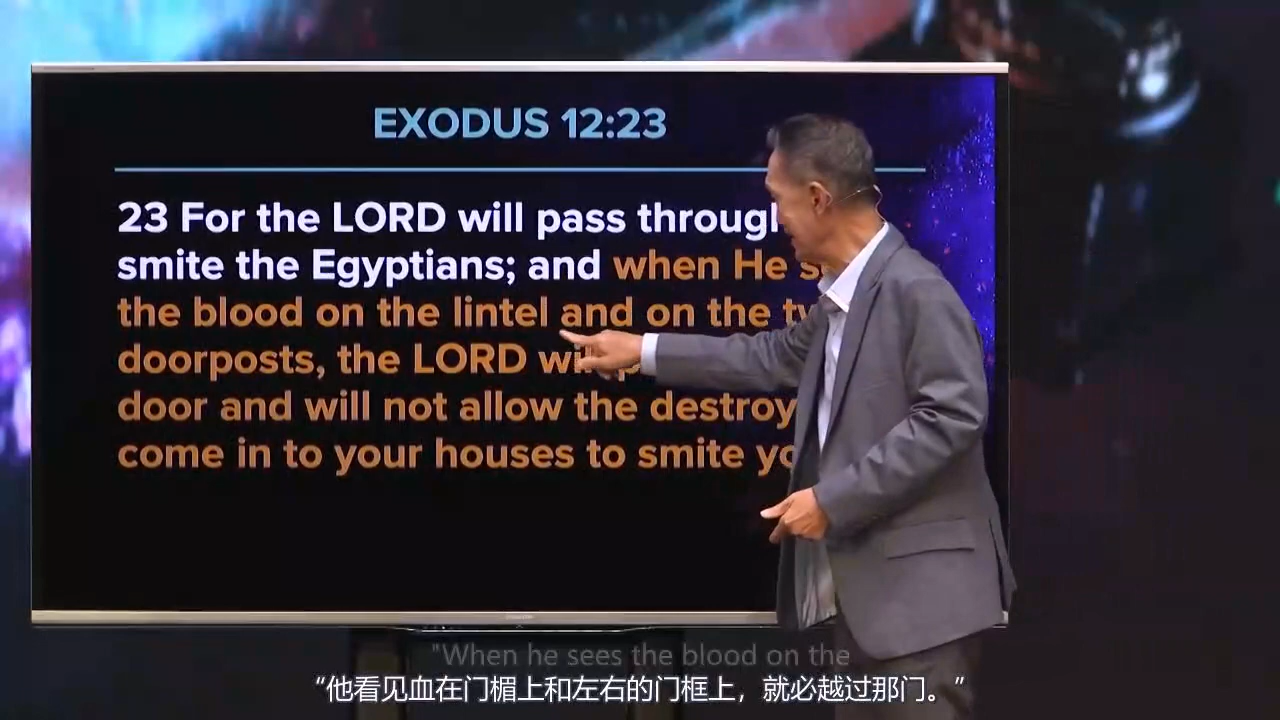 EXODUS 12:23
23 For the LORD will pass through
smite the Egyptians; and when He
the blood on the lintel and on the
doorposts, the LORD will
door and will not allow the
come in to your houses to smite
"When he sees the blood on the
“他看见血在门楣上和左右的门框上，就必越过那门。”